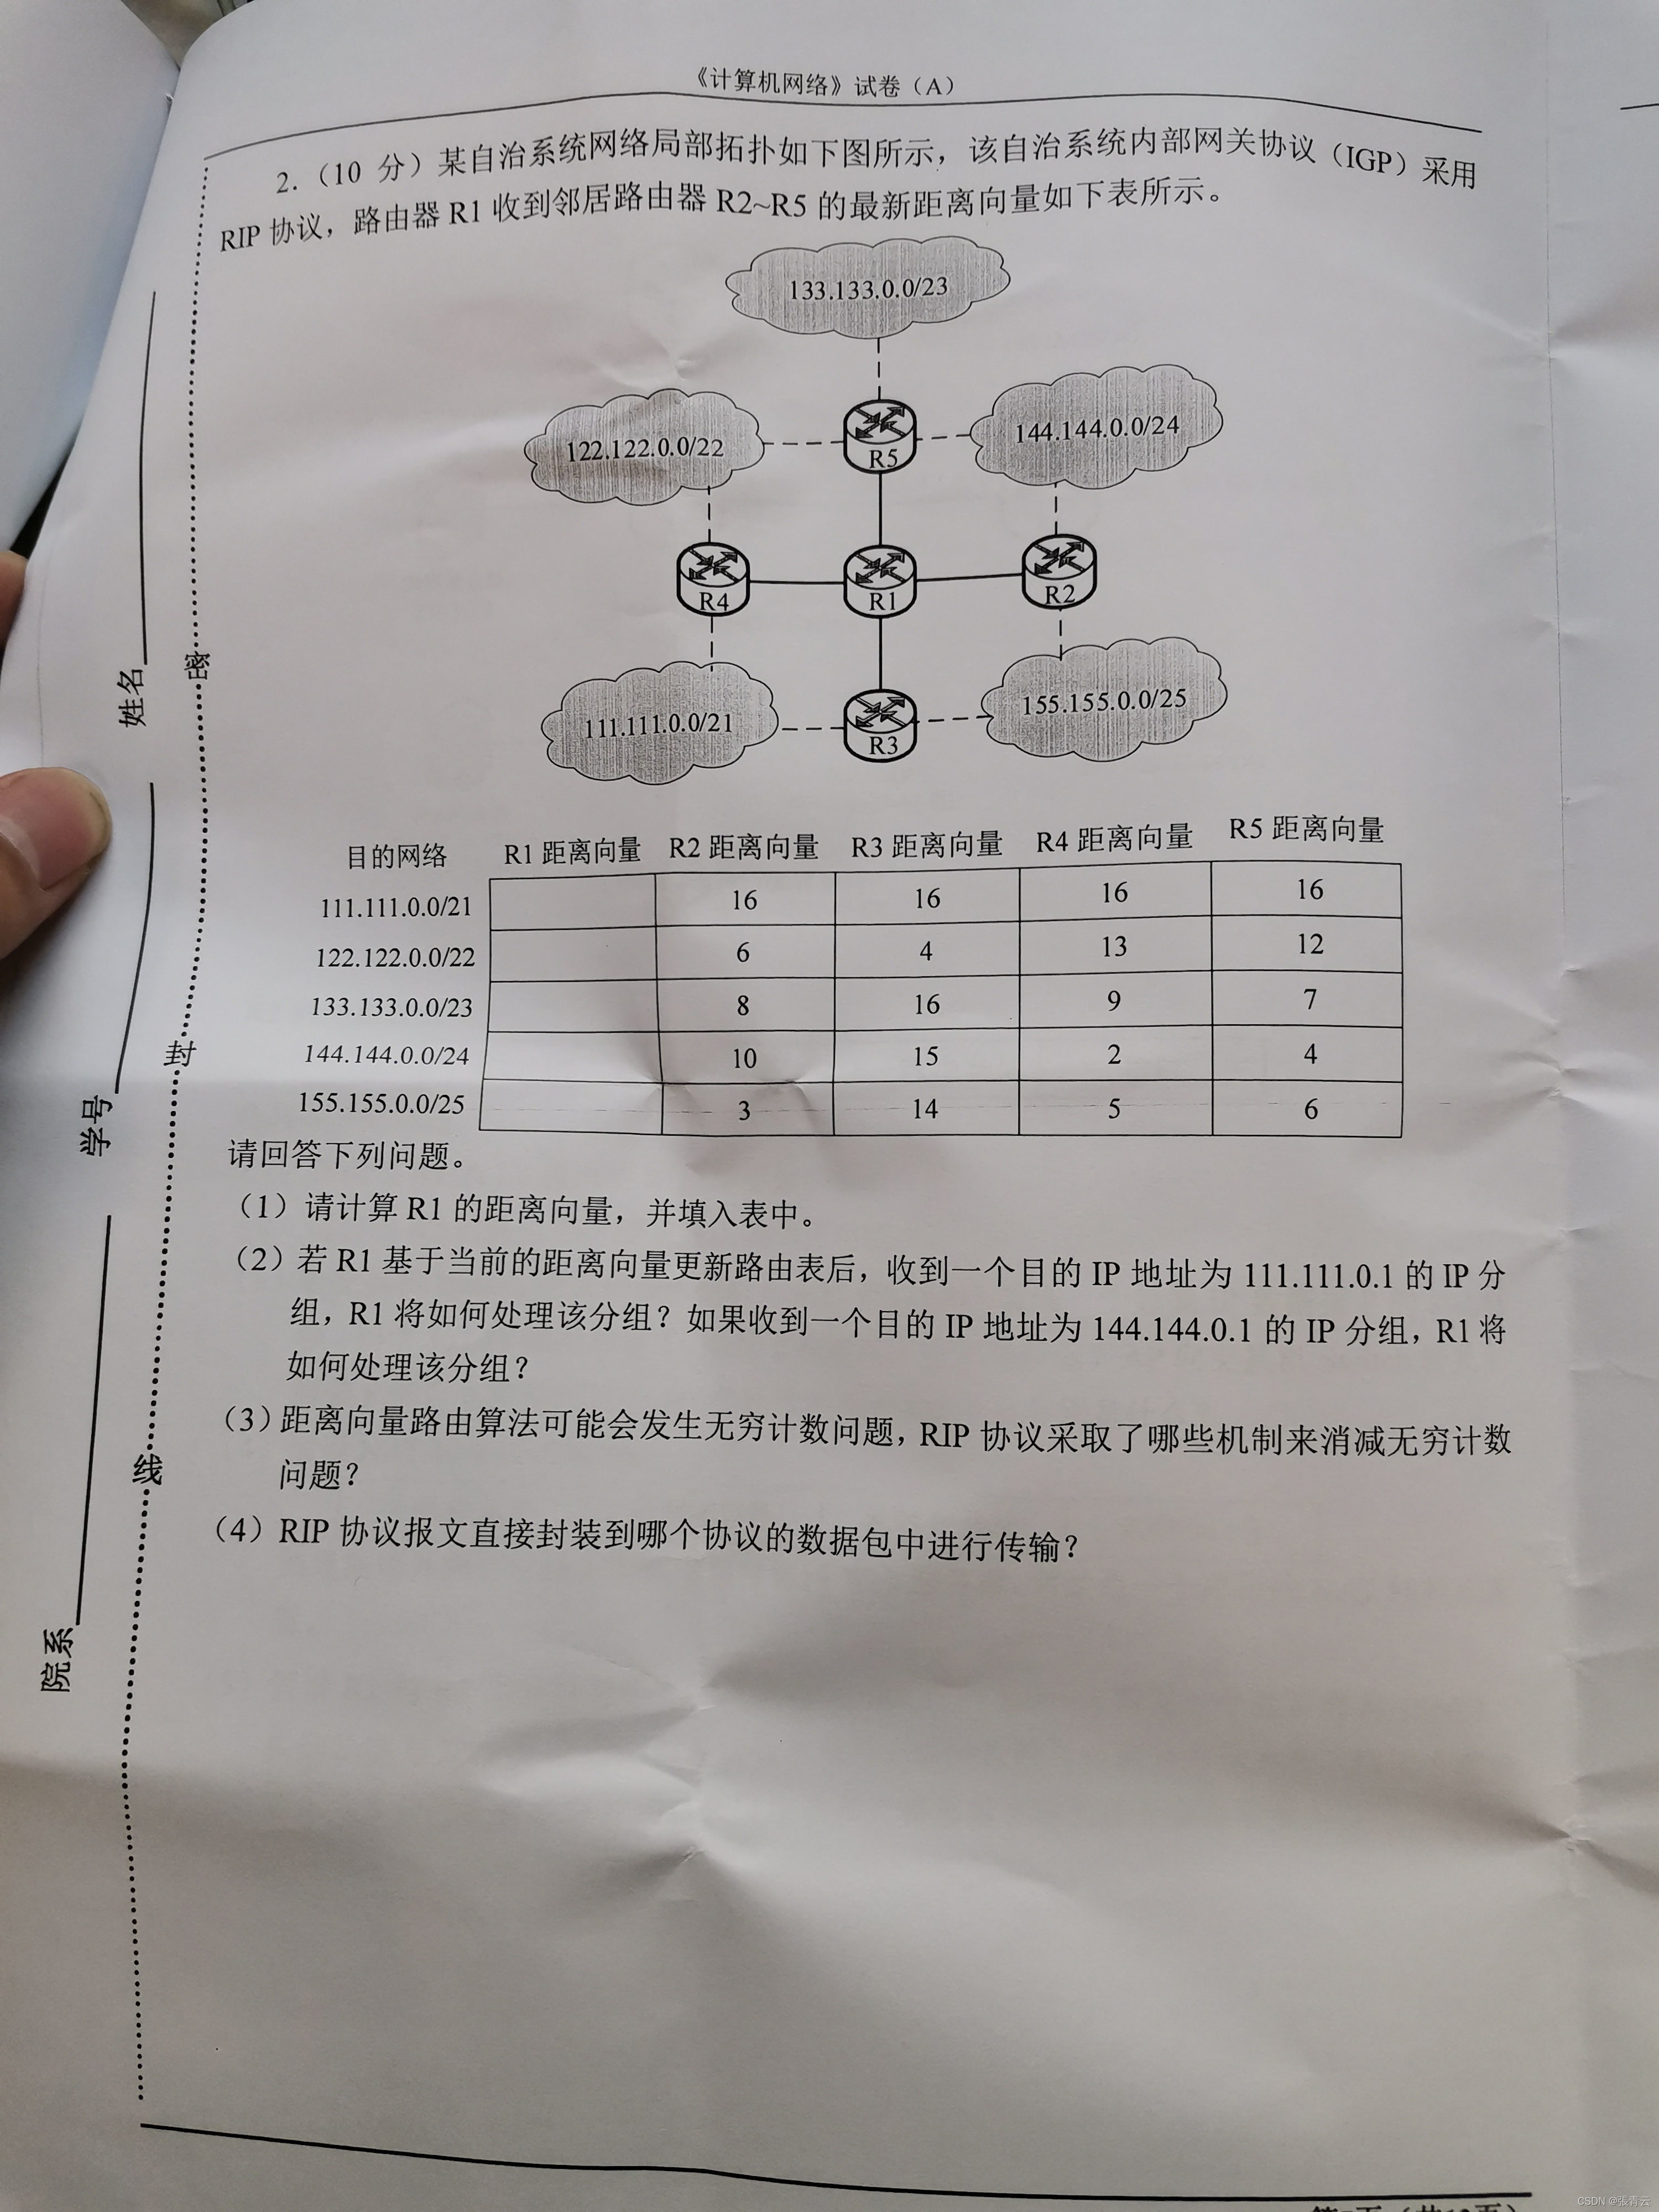 《计算机网络》试卷（A）
2.（10 分）某自治系统网络局部拓扑如下图所示，该自治系统内部网关协议（IGP）采用
RIP 协议，路由器 R1 收到邻居路由器 R2~R5 的最新距离向量如下表所示。
133.133.0.0/23
122.122.0.0/22
R5
144.144.0.0/24
R4
R1
R2
111.111.0.0/21
R3
155.155.0.0/25
目的网络 R1 距离向量 R2 距离向量 R3 距离向量 R4 距离向量 R5 距离向量
111.111.0.0/21 16 16 16 16
122.122.0.0/22 6 4 13 12
133.133.0.0/23 8 16 9 7
144.144.0.0/24 10 15 2 4
155.155.0.0/25 3 14 5 6
请回答下列问题。
（1）请计算 R1 的距离向量，并填入表中。
（2）若 R1 基于当前的距离向量更新路由表后，收到一个目的 IP 地址为 111.111.0.1 的 IP 分
组，R1 将如何处理该分组？如果收到一个目的 IP 地址为 144.144.0.1 的 IP 分组，R1 将
如何处理该分组？
（3）距离向量路由算法可能会发生无穷计数问题，RIP 协议采取了哪些机制来消减无穷计数
问题？
（4）RIP 协议报文直接封装到哪个协议的数据包中进行传输？
姓名
学号
院系
密
封
线
CSDN @張青云